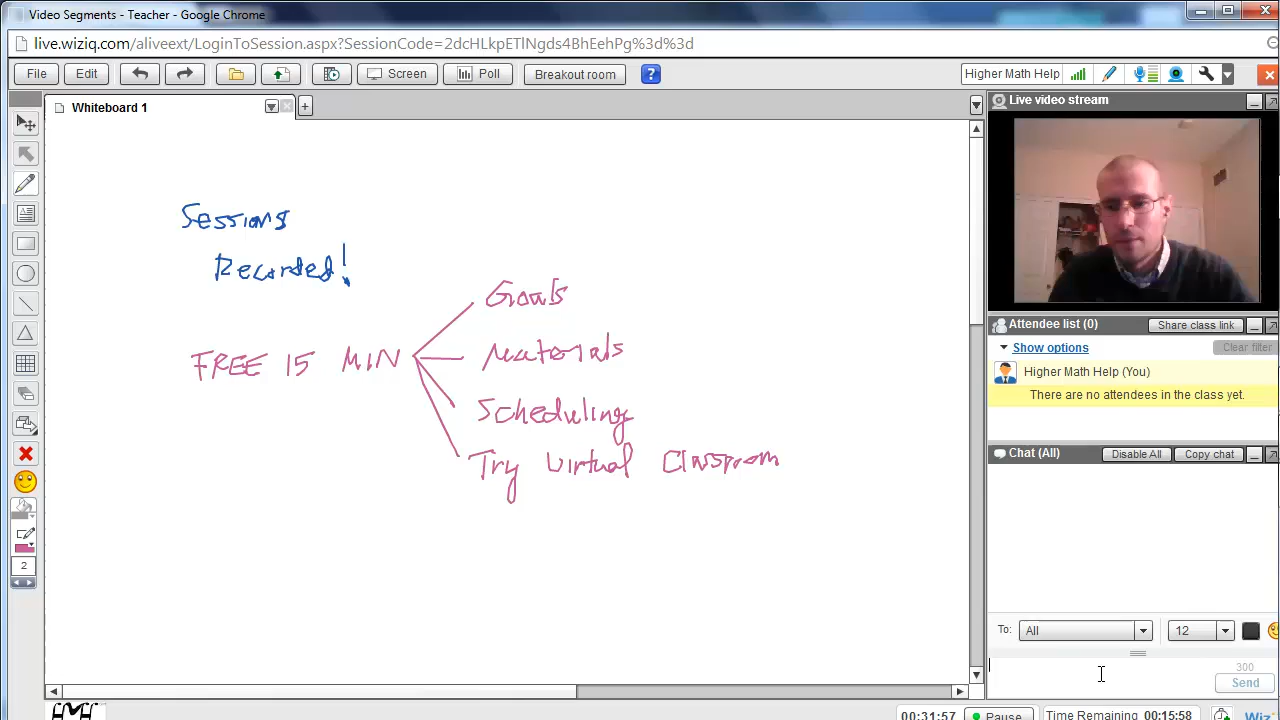 Video Segments - Teacher - Google Chrome
live.wiziq.com/aliveext/LoginToSession.aspx?SessionCode=2dcHLkpETlNgds4BhEehPg%3d%3d
File Edit Screen Poll Breakout room ? Higher Math Help
Whiteboard 1 +
Live video stream
Sessions
Recorded!
FREE 15 MIN
Goals
Materials
Scheduling
Try Virtual Classroom
Attendee list (0) Share class link
Show options Clear filter
Higher Math Help (You)
There are no attendees in the class yet.
Chat (All) Disable All Copy chat
To: All 12
300
Send
2
HMH
00:31:57 Pause Time Remaining 00:15:58 Wiz